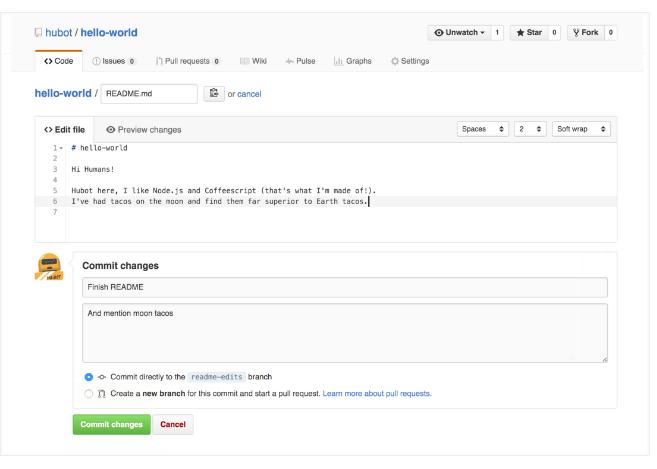 hubot / hello-world
Unwatch 1 Star 0 Fork 0
Code Issues 0 Pull requests 0 Wiki Pulse Graphs Settings
hello-world / README.md or cancel
<> Edit file Preview changes Spaces 2 Soft wrap
1 # hello-world
2
3 Hi Humans!
4
5 Hubot here, I like Node.js and Coffeescript (that's what I'm made of!).
6 I've had tacos on the moon and find them far superior to Earth tacos.
7
HUBOT
Commit changes
Finish README
And mention moon tacos
Commit directly to the readme-edits branch
Create a new branch for this commit and start a pull request. Learn more about pull requests.
Commit changes Cancel